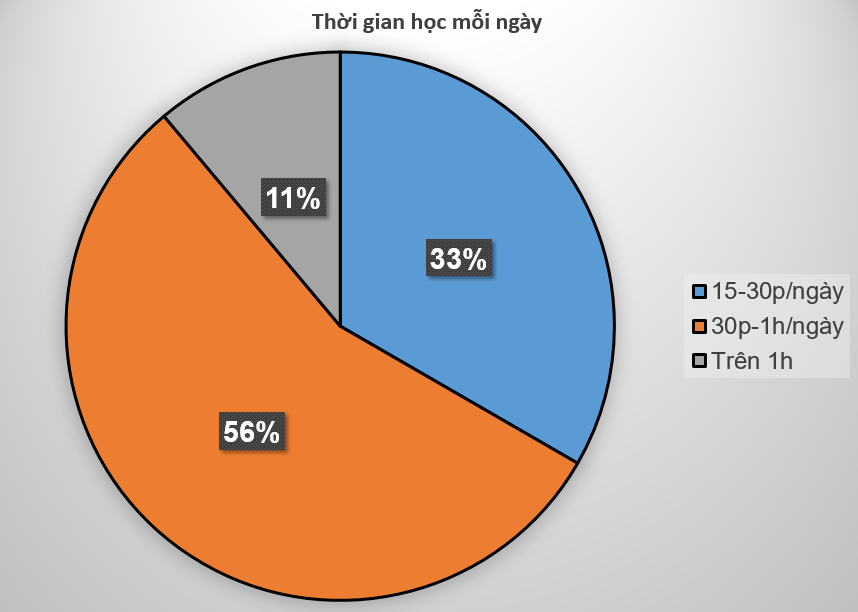 Thời gian học mỗi ngày
11%
33%
56%
15-30p/ngày
30p-1h/ngày
Trên 1h